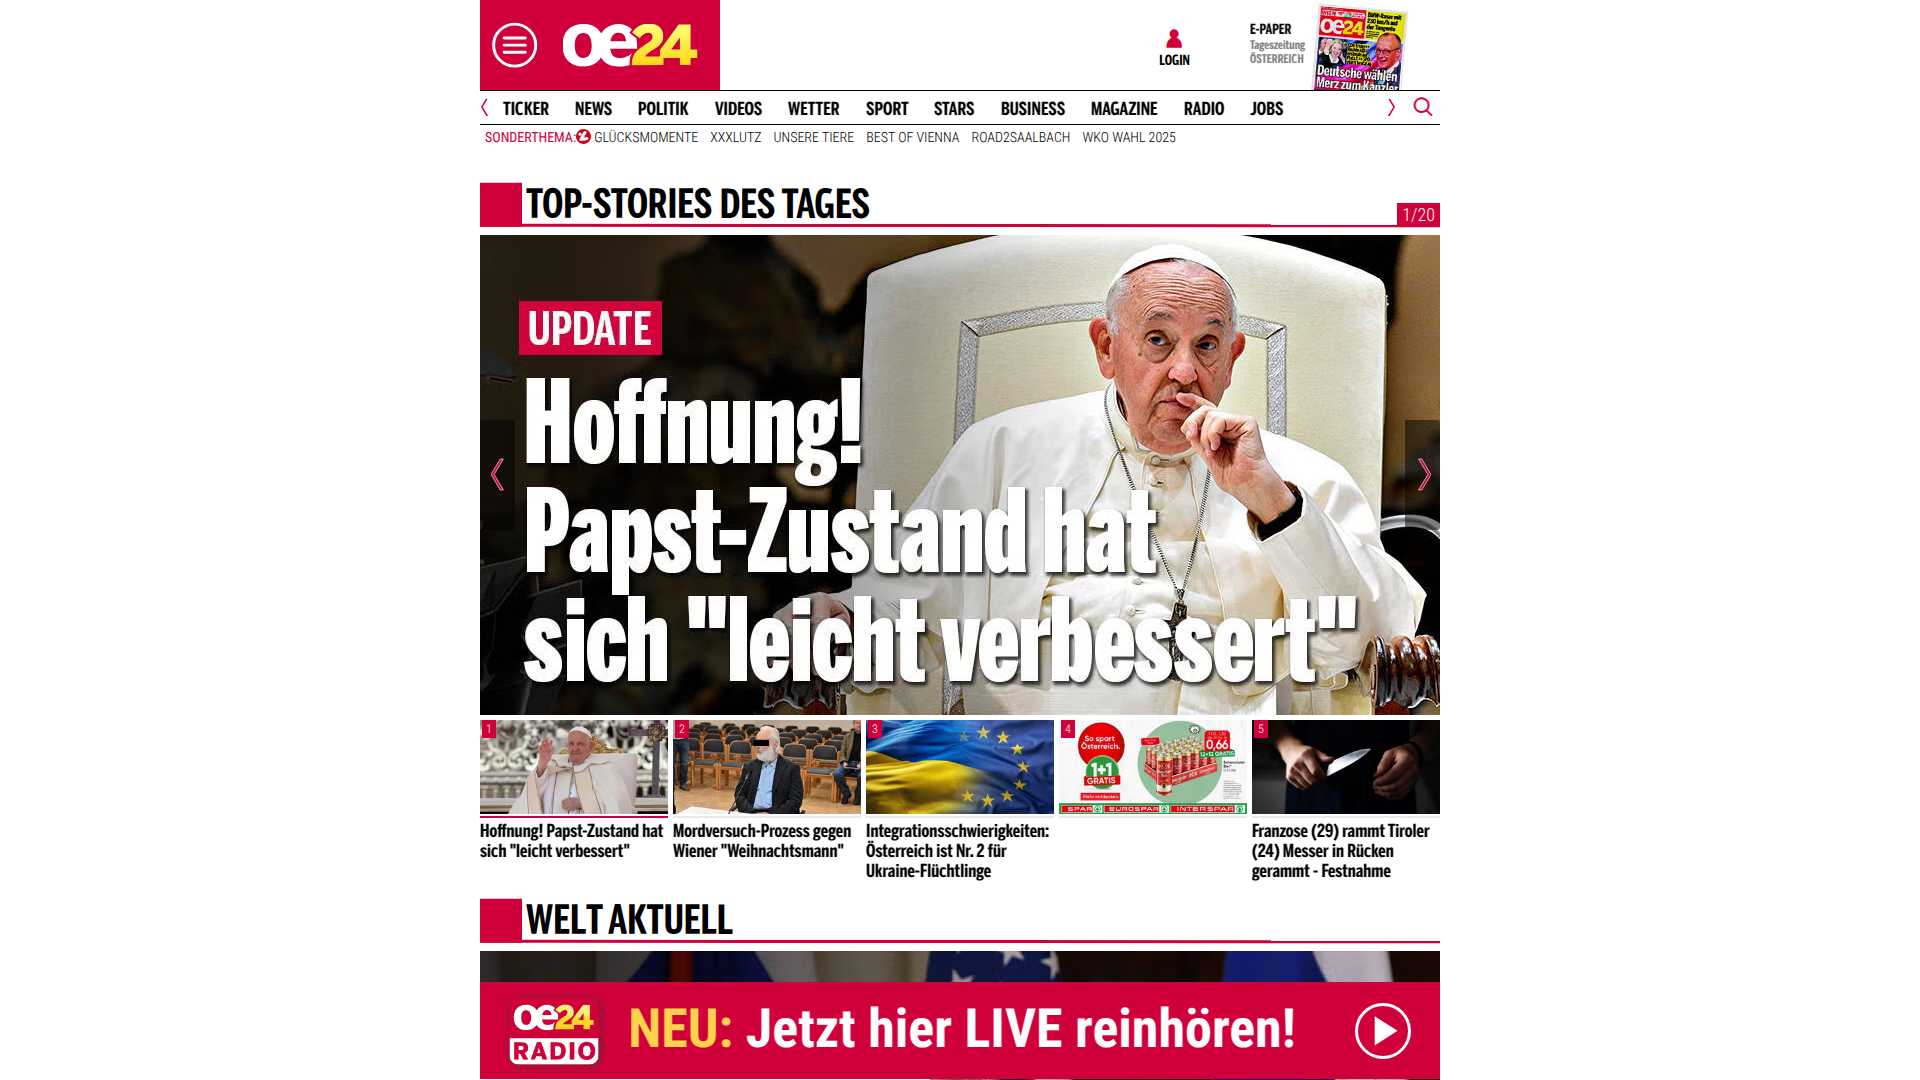 oe24
LOGIN
E-PAPER
Tageszeitung
ÖSTERREICH
oe24
Deutsche wählen
Merz zum Kanzler
TICKER NEWS POLITIK VIDEOS WETTER SPORT STARS BUSINESS MAGAZINE RADIO JOBS
SONDERTHEMA: GLÜCKSMOMENTE XXXLUTZ UNSERE TIERE BEST OF VIENNA ROAD2SAALBACH WKO WAHL 2025
TOP-STORIES DES TAGES
1/20
UPDATE
Hoffnung!
Papst-Zustand hat
sich "leicht verbessert"
1
2
3
4
5
So spart
Österreich.
1+1
GRATIS
0,66
12+12 GRATIS
SPAR EUROSPAR INTERSPAR
Hoffnung! Papst-Zustand hat
sich "leicht verbessert"
Mordversuch-Prozess gegen
Wiener "Weihnachtsmann"
Integrationsschwierigkeiten:
Österreich ist Nr. 2 für
Ukraine-Flüchtlinge
Franzose (29) rammt Tiroler
(24) Messer in Rücken
gerammt - Festnahme
WELT AKTUELL
oe24
RADIO
NEU: Jetzt hier LIVE reinhören!